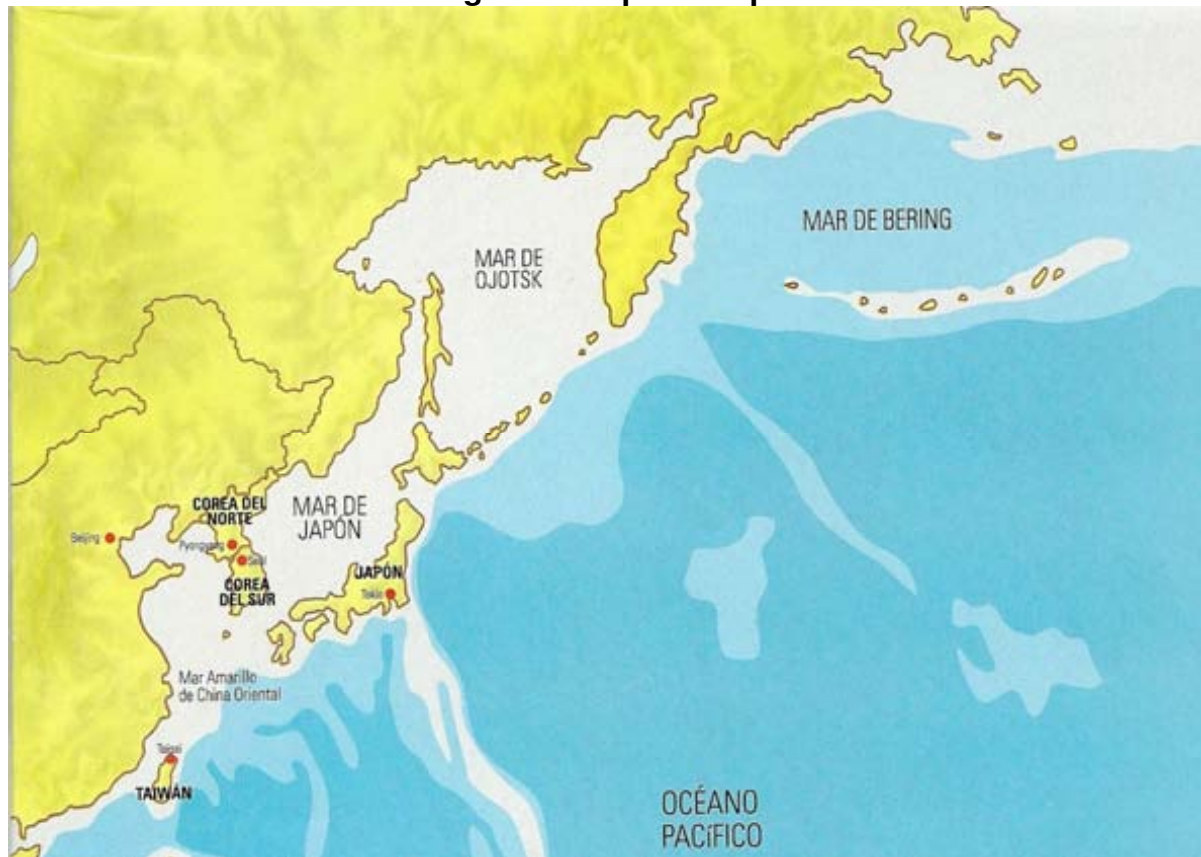 MAR DE BERING
MAR DE
OJOTSK
COREA DEL
NORTE
MAR DE
JAPÓN
Beijing
Pyongyang
Seúl
COREA
DEL SUR
JAPÓN
Tokio
Mar Amarillo
de China Oriental
Taipei
TAIWÁN
OCÉANO
PACÍFICO